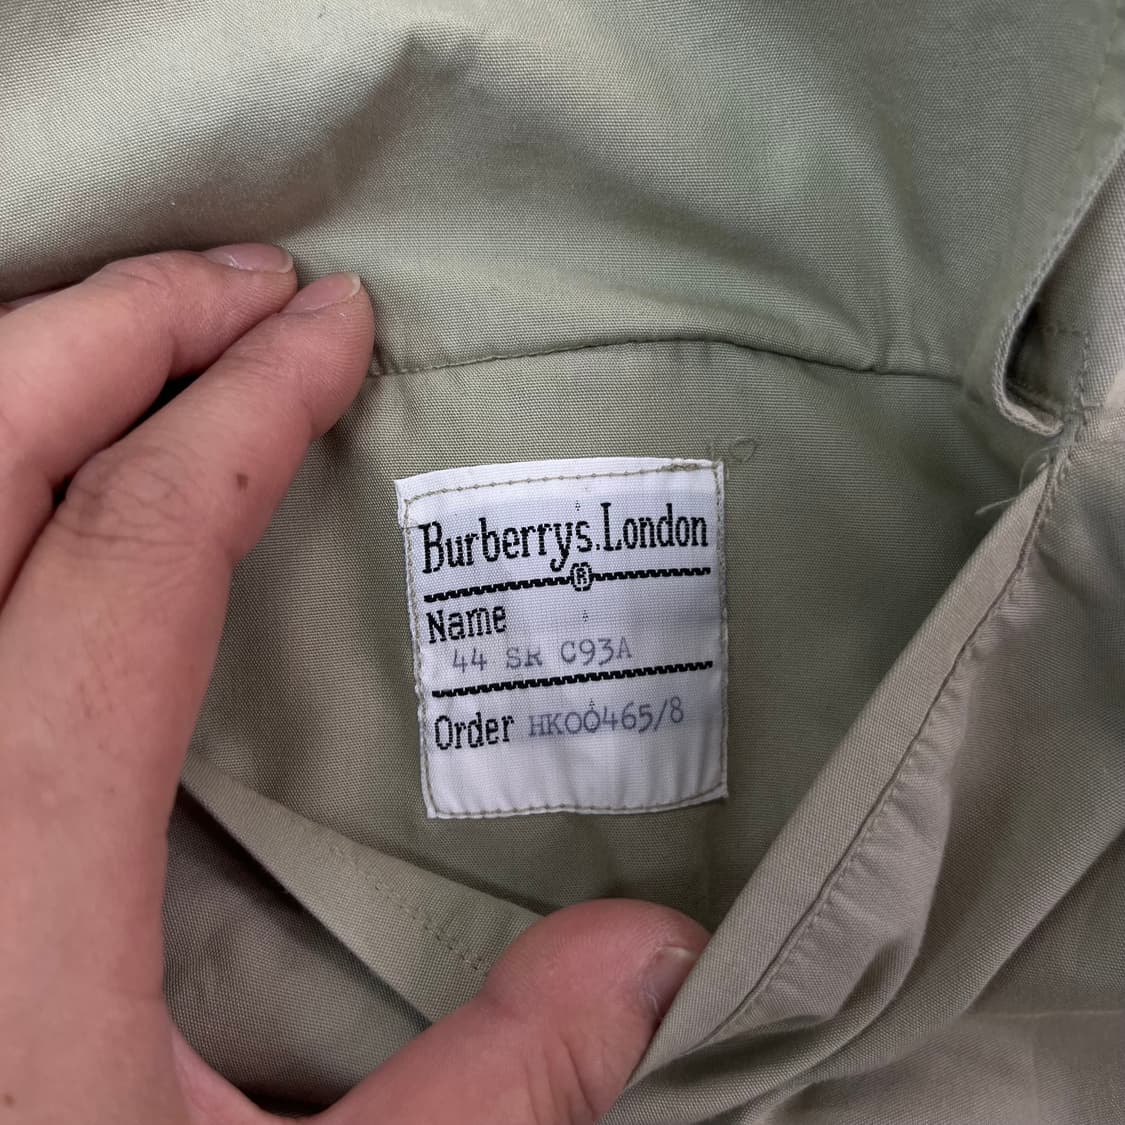 Burberrys.London
®
Name
44 SR C93A
Order HK00465/8